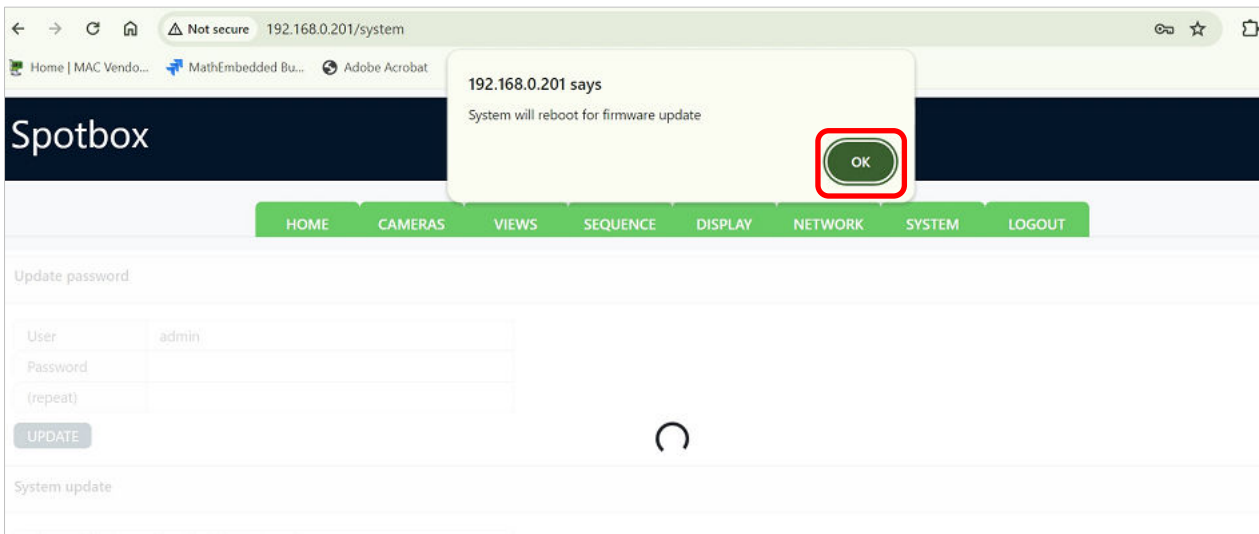 Not secure 192.168.0.201/system
Home | MAC Vendo... MathEmbedded Bu... Adobe Acrobat
192.168.0.201 says
System will reboot for firmware update
OK
Spotbox
HOME CAMERAS VIEWS SEQUENCE DISPLAY NETWORK SYSTEM LOGOUT
Update password
User admin
Password
(repeat)
UPDATE
System update